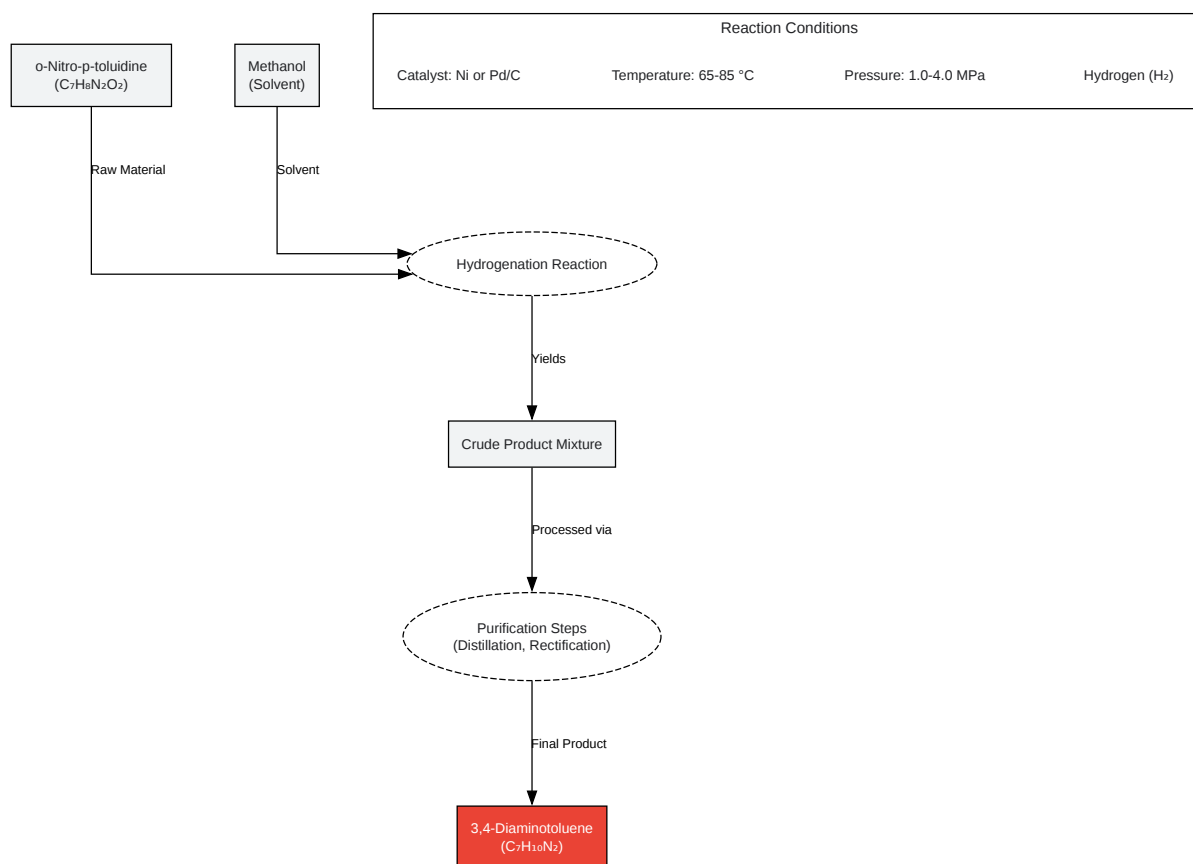 Reaction Conditions
o-Nitro-p-toluidine
(C₇H₈N₂O₂)
Methanol
(Solvent)
Catalyst: Ni or Pd/C
Temperature: 65-85 °C
Pressure: 1.0-4.0 MPa
Hydrogen (H₂)
Raw Material
Solvent
Hydrogenation Reaction
Yields
Crude Product Mixture
Processed via
Purification Steps
(Distillation, Rectification)
Final Product
3,4-Diaminotoluene
(C₇H₁₀N₂)